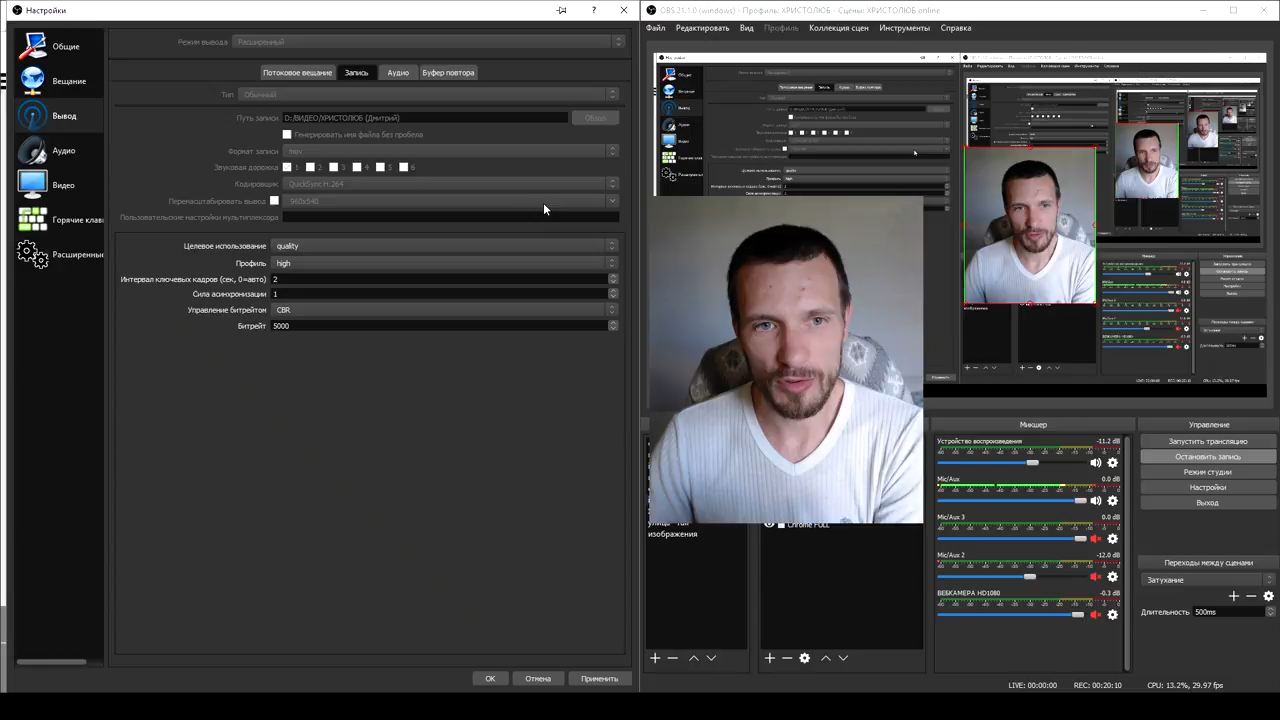 Настройки
?
Общие
Вещание
Вывод
Аудио
Видео
Горячие клав
Расширенны
Режим вывода Расширенный
Потоковое вещание Запись Аудио Буфер повтора
Тип Обычный
Путь записи D:/ВИДЕО/ХРИСТОЛЮБ (Дмитрий) Обзор
Генерировать имя файла без пробела
Формат записи mov
Звуковая дорожка 1 2 3 4 5 6
Кодировщик QuickSync H.264
Перемасштабировать вывод 960x540
Пользовательские настройки мультиплексора
Целевое использование quality
Профиль high
Интервал ключевых кадров (сек, 0=авто) 2
Сила асинхронизации 1
Управление битрейтом CBR
Битрейт 5000
ОК Отмена Применить
OBS 21.1.0 (windows) - Профиль: ХРИСТОЛЮБ - Сцены: ХРИСТОЛЮБ online
Файл Редактировать Вид Профиль Коллекция сцен Инструменты Справка
изображения
Chrome FULL
Микшер
Устройство воспроизведения -11.2 dB
Mic/Aux 0.0 dB
Mic/Aux 3 0.0 dB
Mic/Aux 2 -12.0 dB
ВЕБКАМЕРА HD1080 -0.3 dB
Управление
Запустить трансляцию
Остановить запись
Режим студии
Настройки
Выход
Переходы между сценами
Затухание
Длительность 500ms
LIVE: 00:00:00 REC: 00:20:10 CPU: 13.2%, 29.97 fps